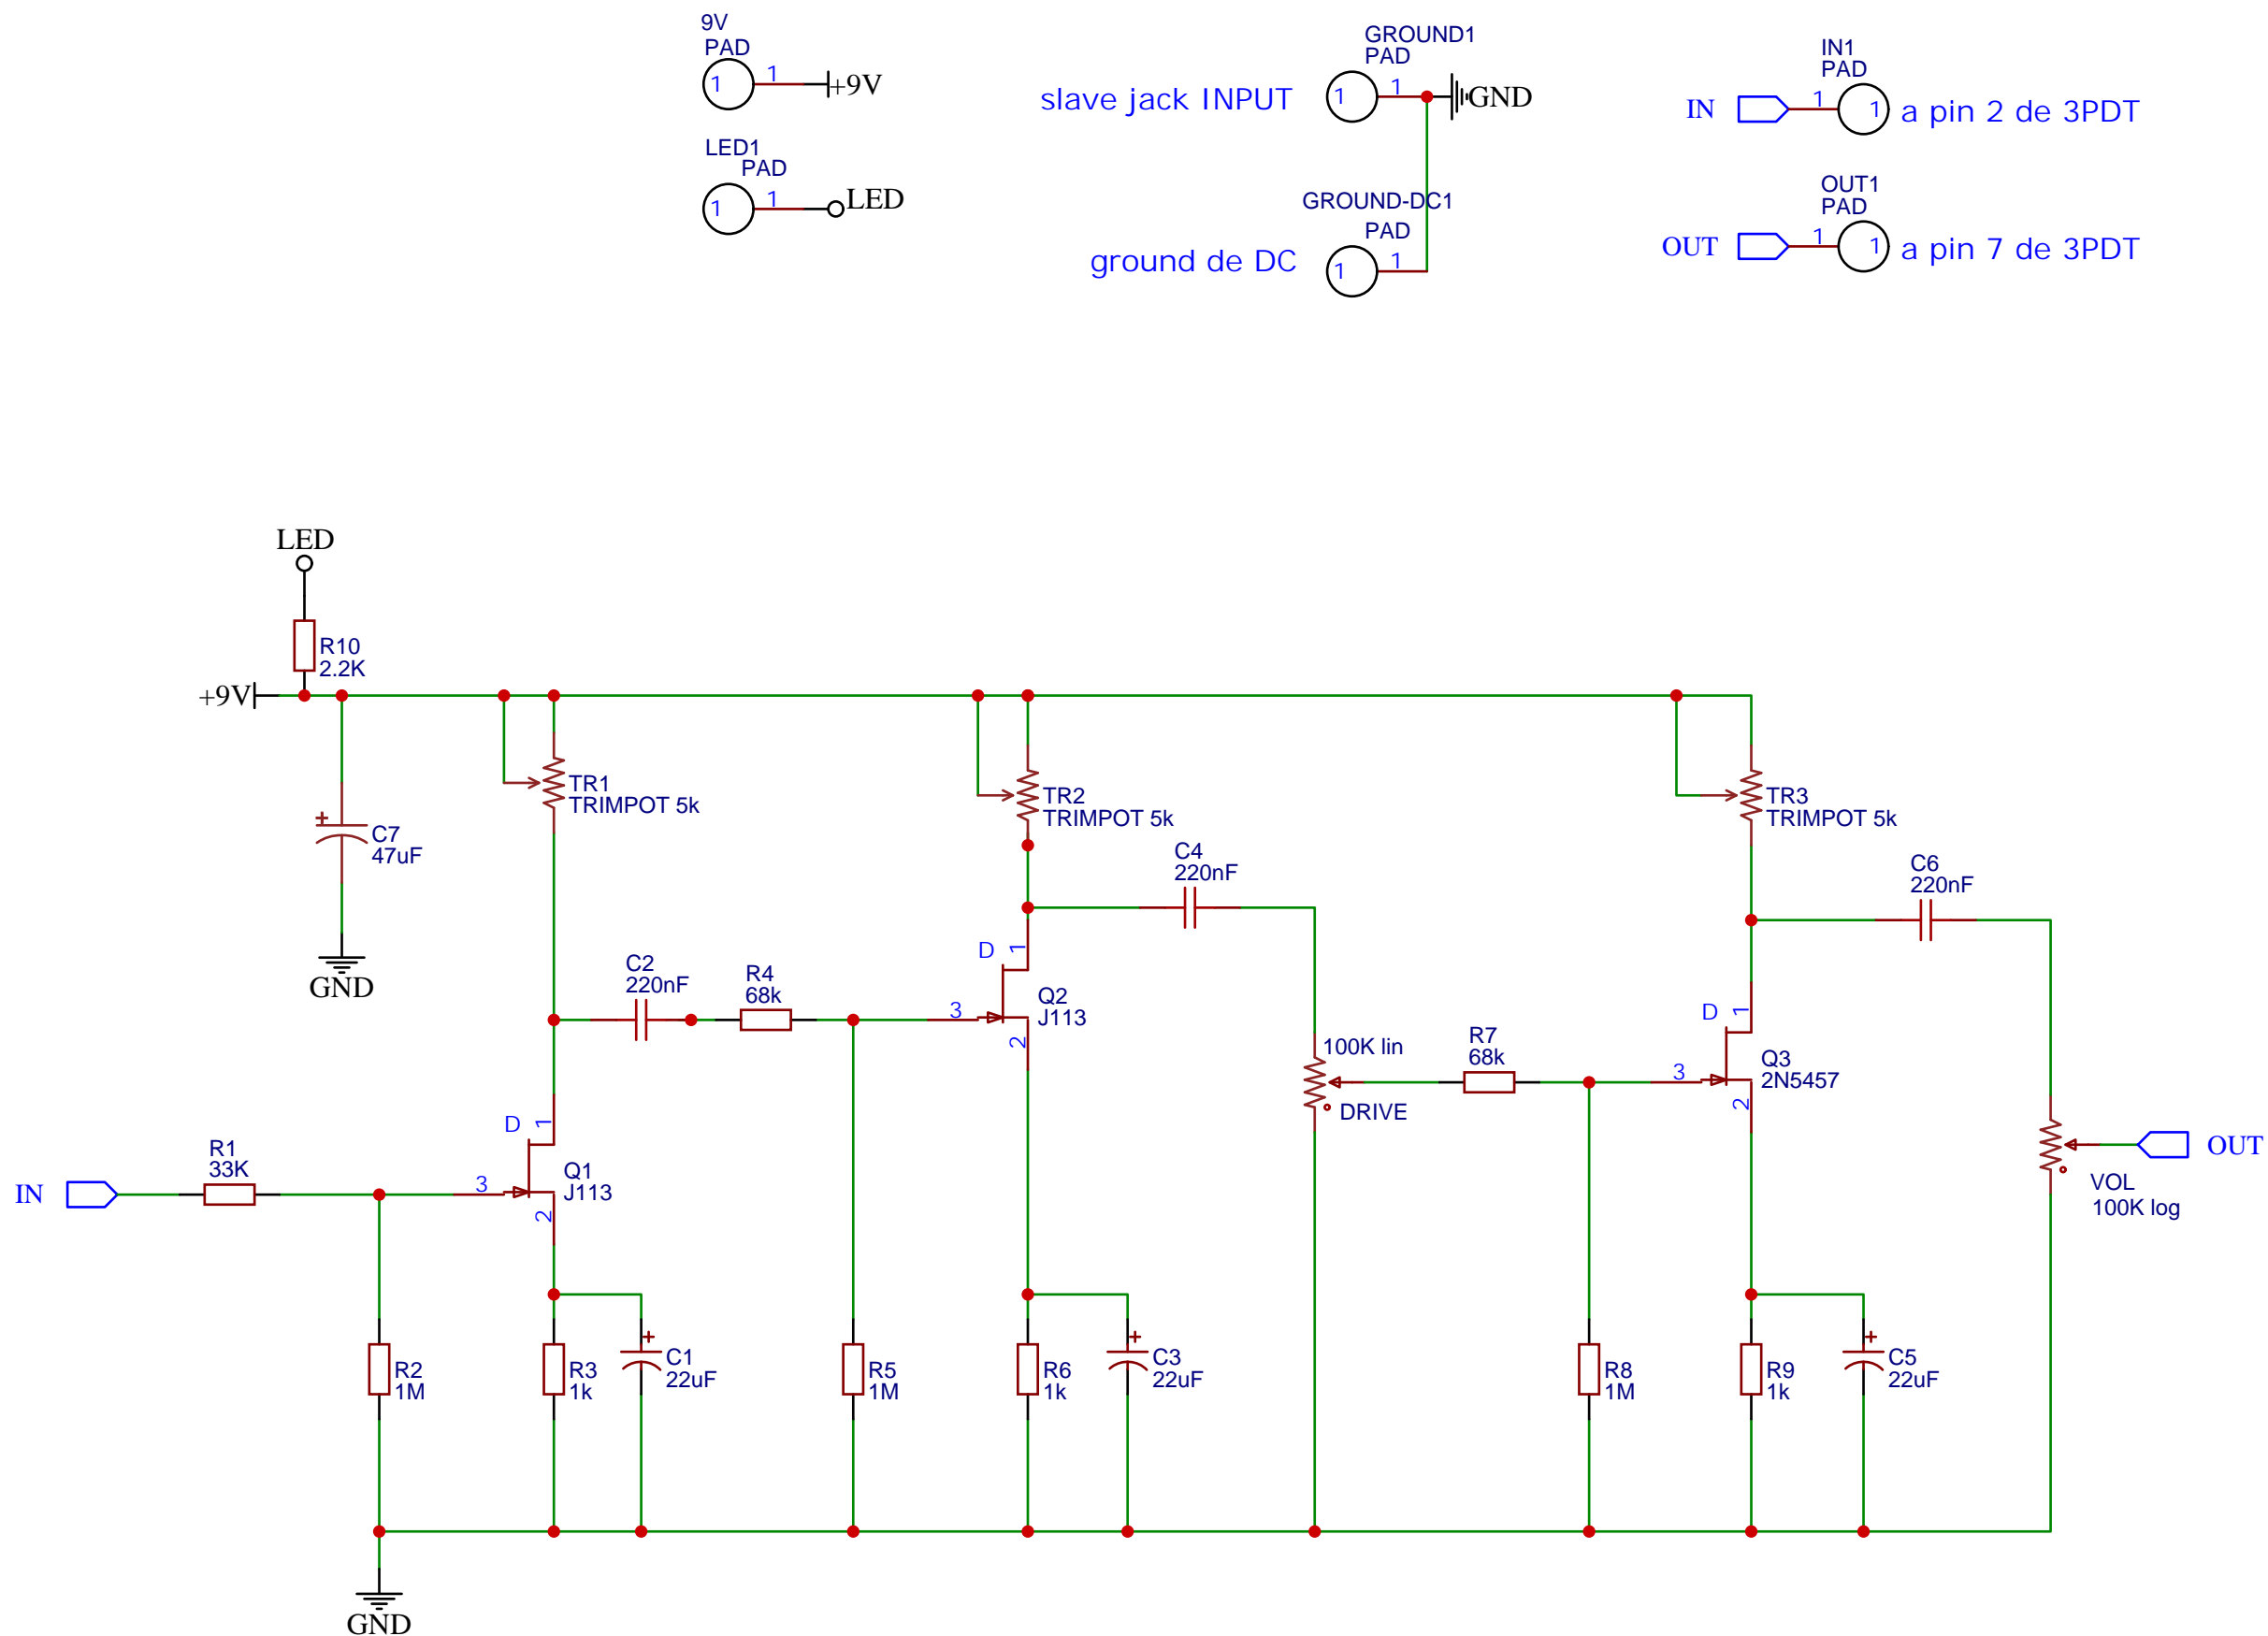 9V
PAD
1
1
+9V
LED1
PAD
1
1
LED
slave jack INPUT
GROUND1
PAD
1
1
GND
GROUND-DC1
PAD
ground de DC
1
1
IN1
PAD
IN
1
1
a pin 2 de 3PDT
OUT1
PAD
OUT
1
1
a pin 7 de 3PDT
LED
R10
2.2K
+9V
C7
47uF
GND
TR1
TRIMPOT 5k
TR2
TRIMPOT 5k
TR3
TRIMPOT 5k
C4
220nF
C6
220nF
C2
220nF
R4
68k
D
1
3
2
Q2
J113
100K lin
DRIVE
R7
68k
D
1
3
2
Q3
2N5457
IN
R1
33K
D
1
3
2
Q1
J113
OUT
VOL
100K log
R2
1M
R3
1k
C1
22uF
R5
1M
R6
1k
C3
22uF
R8
1M
R9
1k
C5
22uF
GND